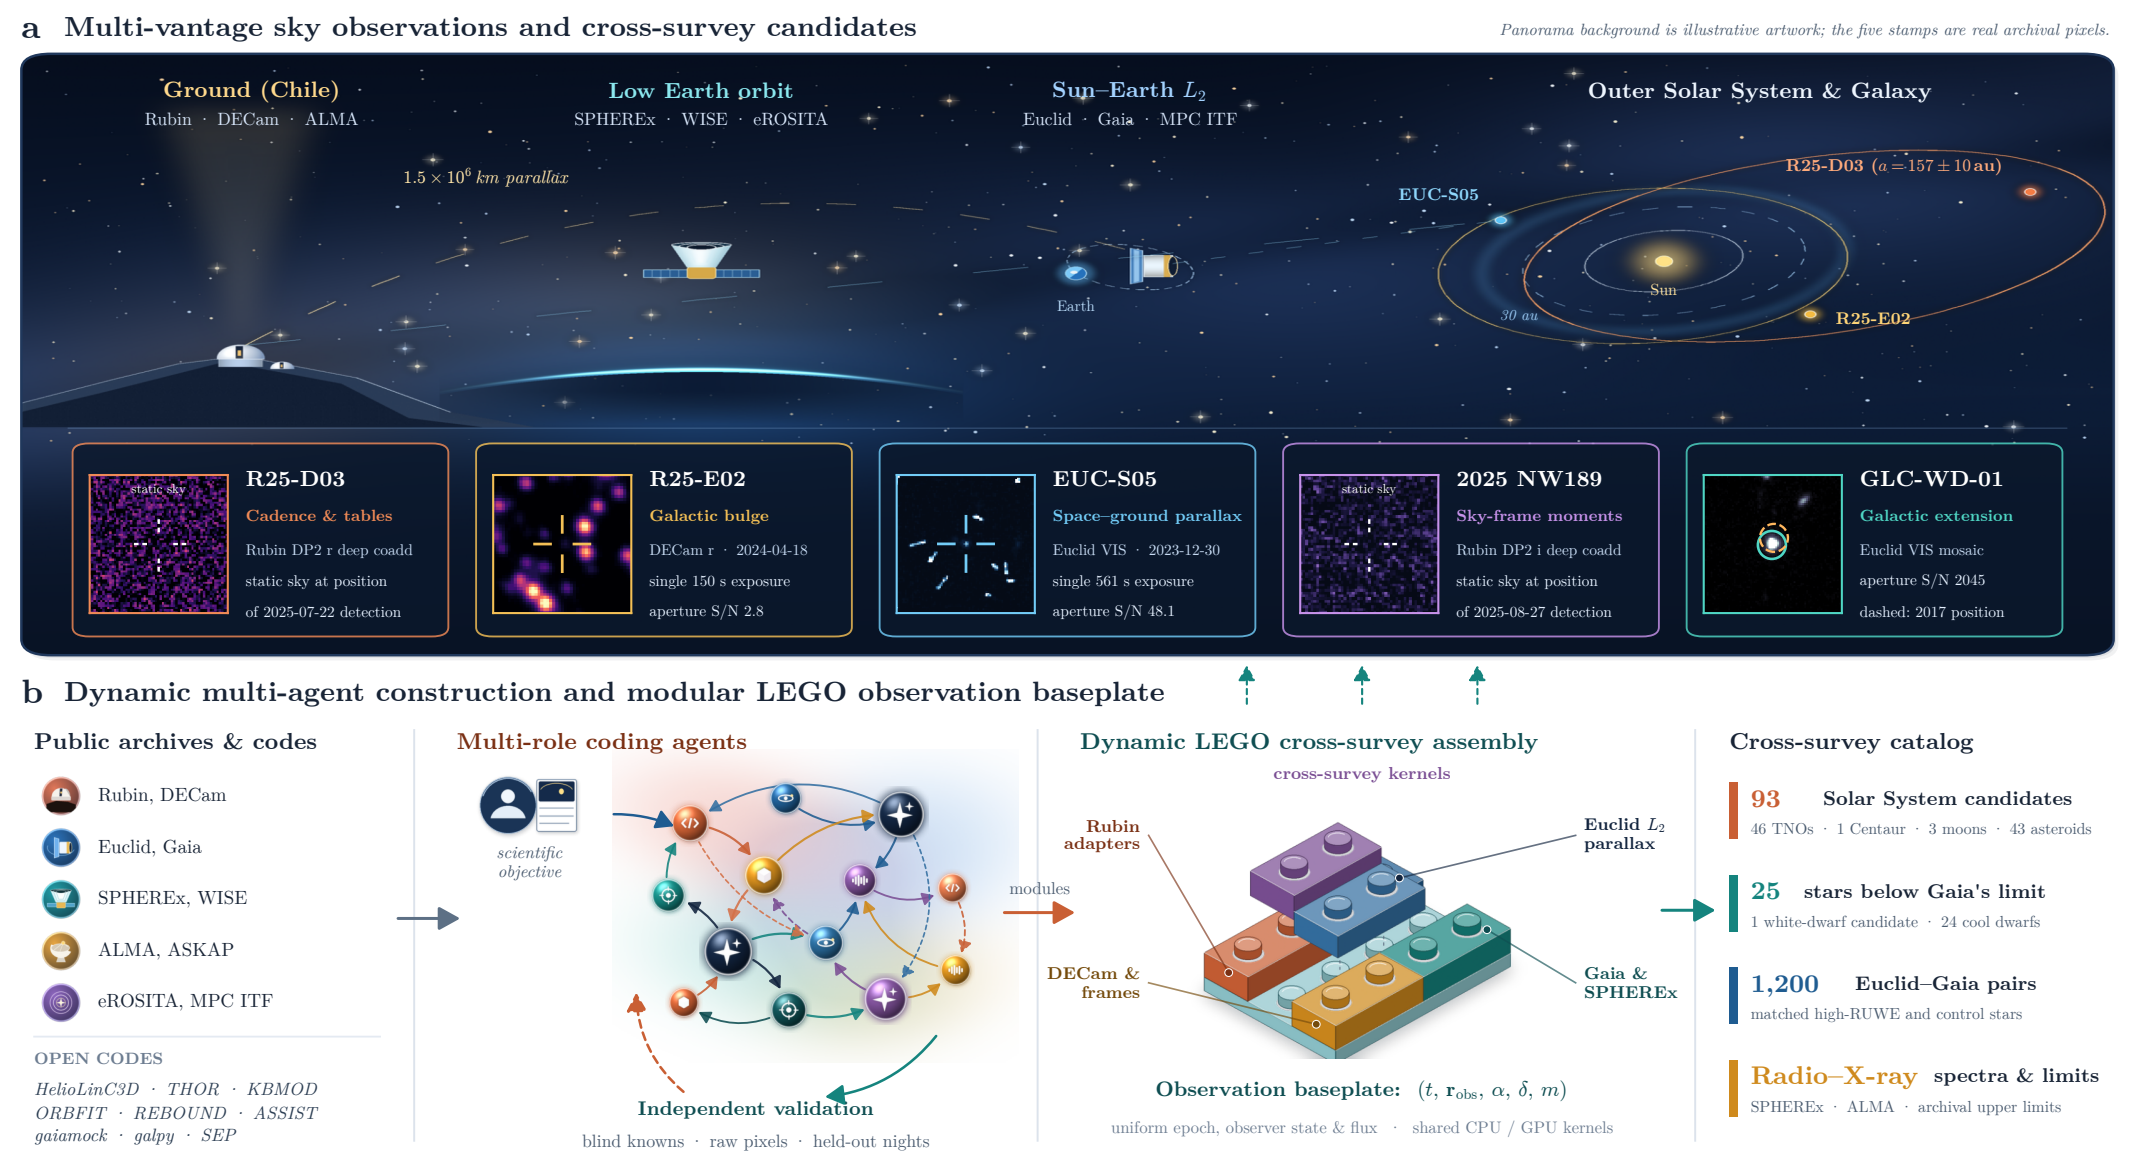 a Multi-vantage sky observations and cross-survey candidates
Panorama background is illustrative artwork; the five stamps are real archival pixels.
Ground (Chile)
Rubin · DECam · ALMA
Low Earth orbit
SPHEREx · WISE · eROSITA
Sun–Earth L₂
Euclid · Gaia · MPC ITF
Outer Solar System & Galaxy
1.5 × 10⁶ km parallax
EUC-S05
R25-D03 (a = 157 ± 10 au)
Earth
Sun
30 au
R25-E02
static sky
R25-D03
Cadence & tables
Rubin DP2 r deep coadd
static sky at position
of 2025-07-22 detection
R25-E02
Galactic bulge
DECam r · 2024-04-18
single 150 s exposure
aperture S/N 2.8
EUC-S05
Space–ground parallax
Euclid VIS · 2023-12-30
single 561 s exposure
aperture S/N 48.1
static sky
2025 NW189
Sky-frame moments
Rubin DP2 i deep coadd
static sky at position
of 2025-08-27 detection
GLC-WD-01
Galactic extension
Euclid VIS mosaic
aperture S/N 2045
dashed: 2017 position
b Dynamic multi-agent construction and modular LEGO observation baseplate
Public archives & codes
Rubin, DECam
Euclid, Gaia
SPHEREx, WISE
ALMA, ASKAP
eROSITA, MPC ITF
OPEN CODES
HelioLinC3D · THOR · KBMOD
ORBFIT · REBOUND · ASSIST
gaiamock · galpy · SEP
Multi-role coding agents
scientific
objective
</>
</>
modules
Independent validation
blind knowns · raw pixels · held-out nights
Dynamic LEGO cross-survey assembly
cross-survey kernels
Rubin
adapters
Euclid L₂
parallax
DECam &
frames
Gaia &
SPHEREx
Observation baseplate: (t, r_obs, α, δ, m)
uniform epoch, observer state & flux · shared CPU / GPU kernels
Cross-survey catalog
93 Solar System candidates
46 TNOs · 1 Centaur · 3 moons · 43 asteroids
25 stars below Gaia's limit
1 white-dwarf candidate · 24 cool dwarfs
1,200 Euclid–Gaia pairs
matched high-RUWE and control stars
Radio–X-ray spectra & limits
SPHEREx · ALMA · archival upper limits